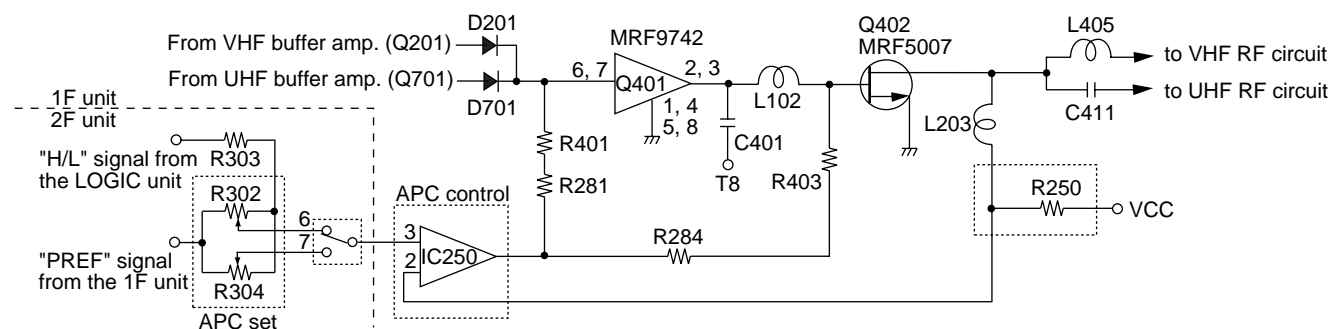 D201
From VHF buffer amp. (Q201)
From UHF buffer amp. (Q701)
D701
MRF9742
6, 7
Q401
2, 3
1, 4
5, 8
L102
C401
T8
Q402
MRF5007
L405
to VHF RF circuit
C411
to UHF RF circuit
L203
1F unit
2F unit
R401
R281
R403
R250
VCC
"H/L" signal from
the LOGIC unit
R303
R302
6
7
"PREF" signal
from the 1F unit
R304
APC set
APC control
3
2
IC250
R284